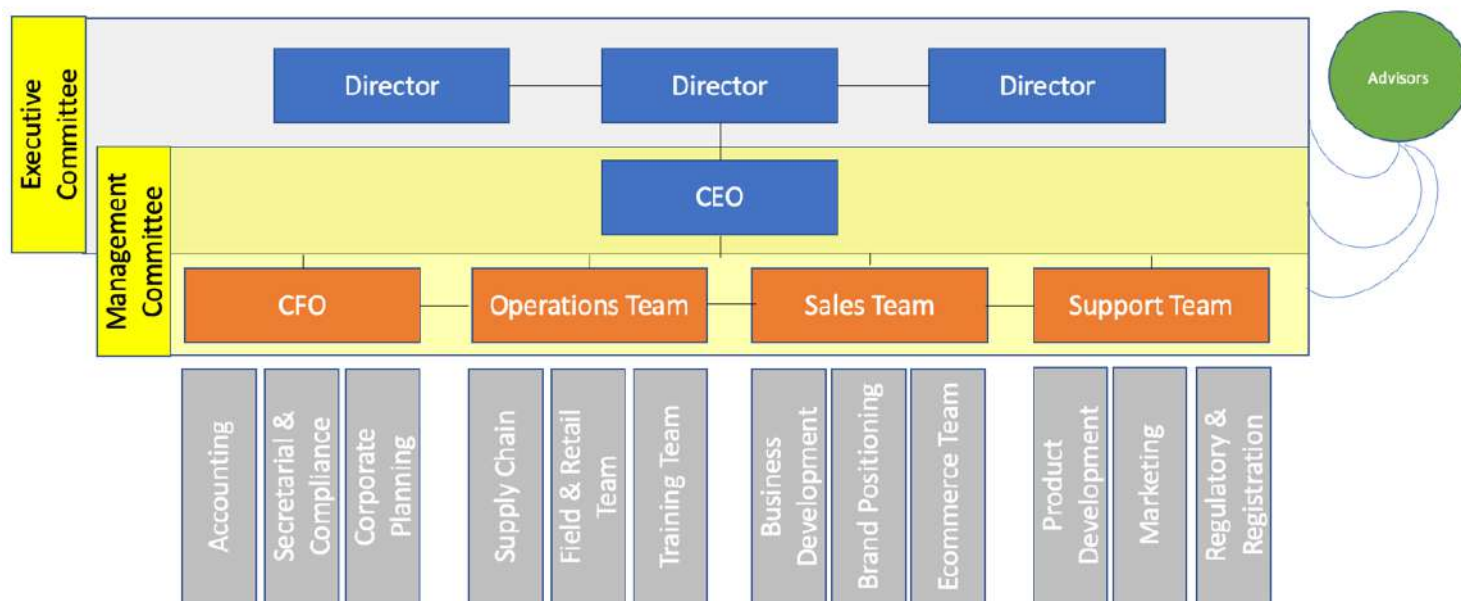 Executive
Committee
Director
Director
Director
Advisors
Management
Committee
CEO
CFO
Operations Team
Sales Team
Support Team
Accounting
Secretarial &
Compliance
Corporate
Planning
Supply Chain
Field & Retail
Team
Training Team
Business
Development
Brand Positioning
Ecommerce Team
Product
Development
Marketing
Regulatory &
Registration